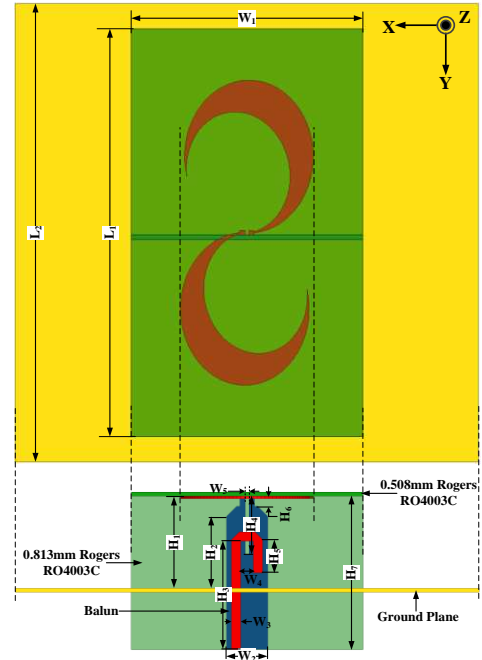 W1
X
Z
Y
L2
L1
W5
0.508mm Rogers
RO4003C
H1
H2
H3
H4
H5
H6
H7
0.813mm Rogers
RO4003C
W4
Balun
W3
Ground Plane
W2